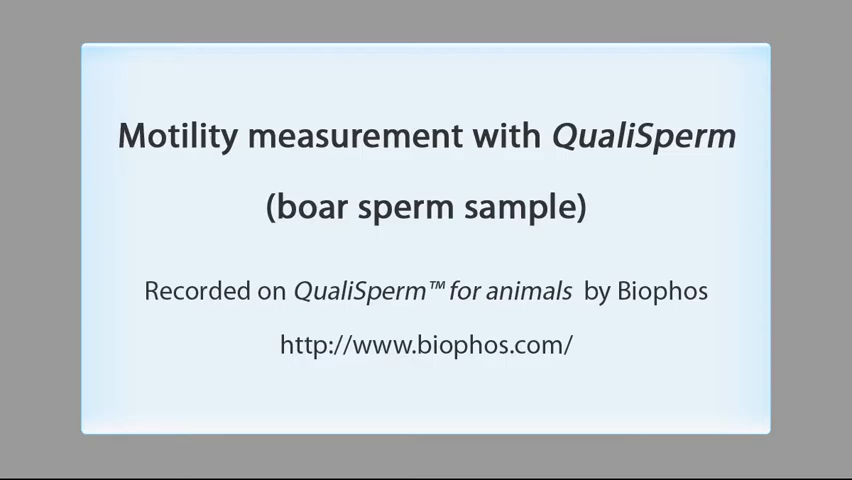 Motility measurement with QualiSperm
(boar sperm sample)
Recorded on QualiSperm™ for animals by Biophos
http://www.biophos.com/